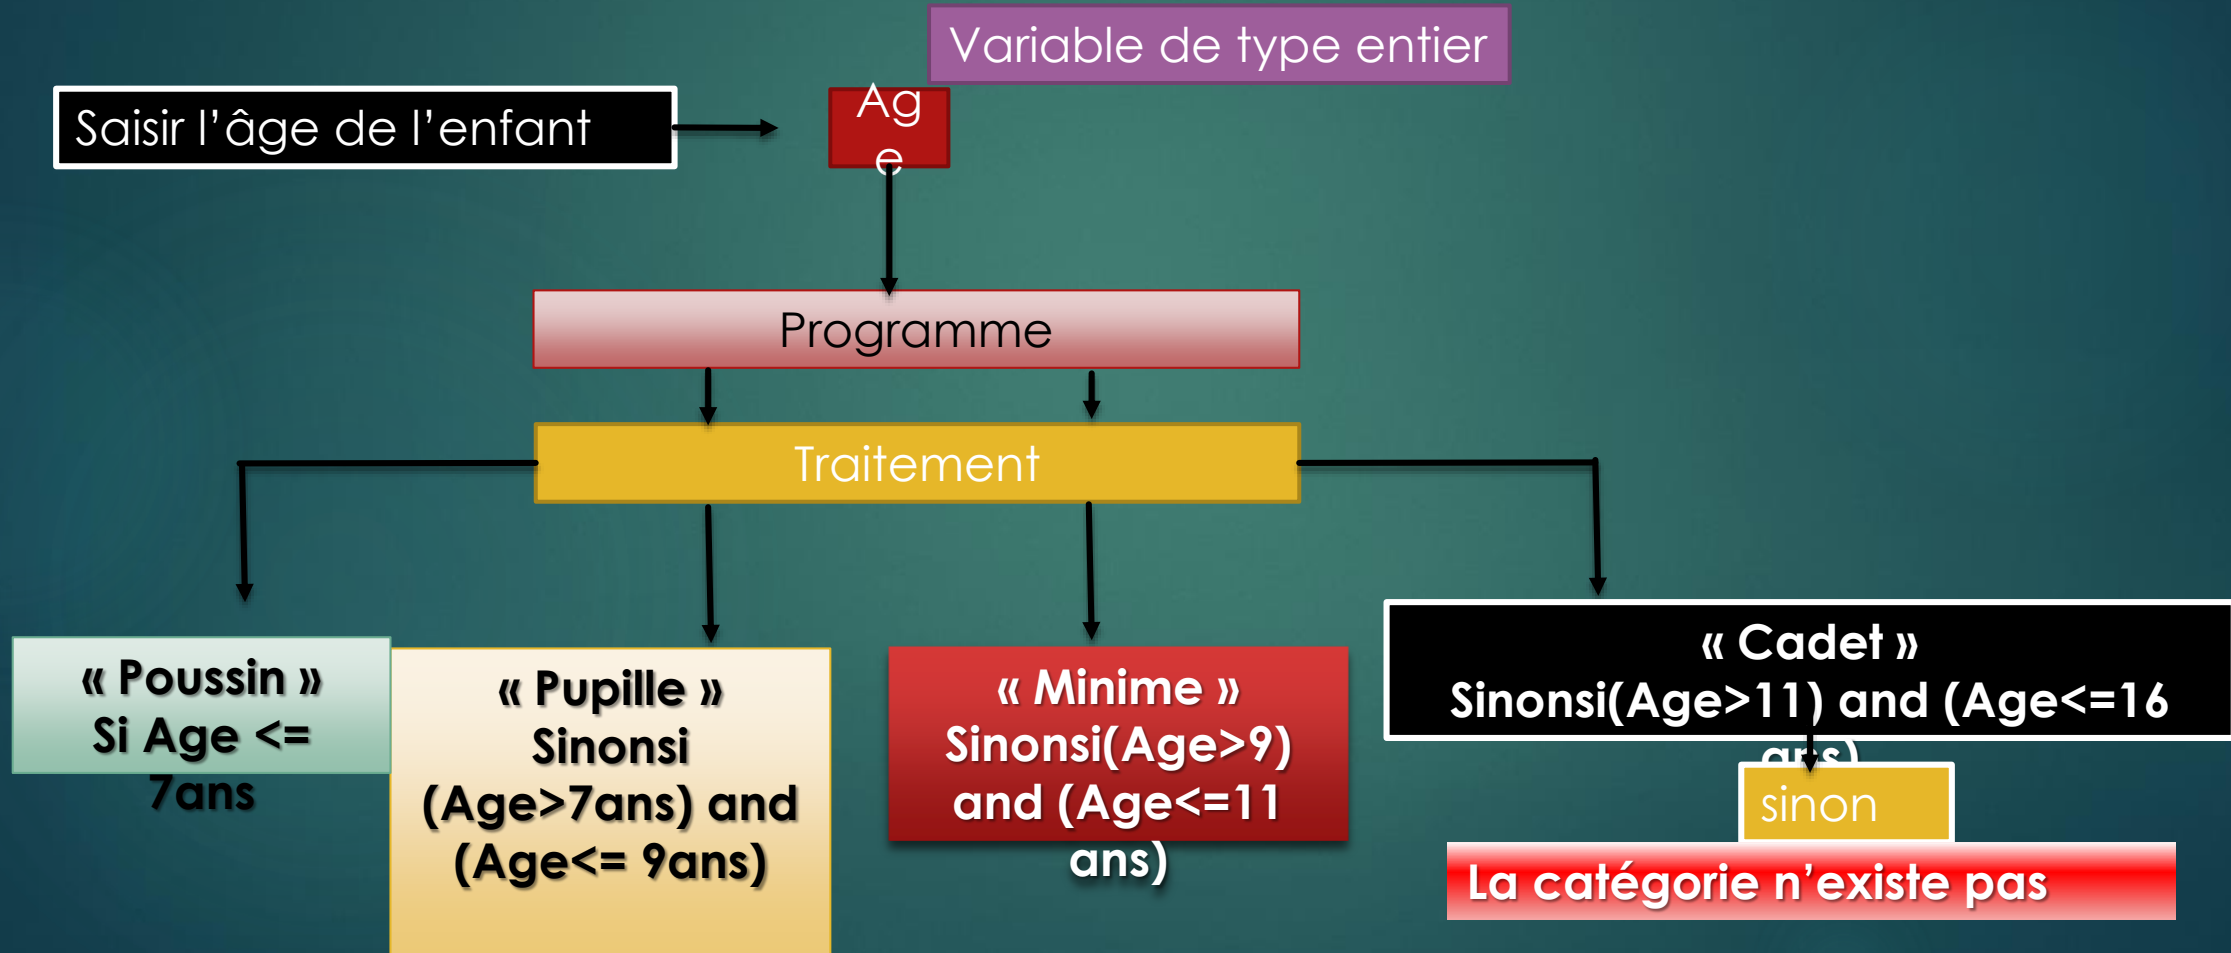 Variable de type entier
Saisir l’âge de l’enfant
Ag
e
Programme
Traitement
« Poussin »
Si Age <=
7ans
« Pupille »
Sinonsi
(Age>7ans) and
(Age<= 9ans)
« Minime »
Sinonsi(Age>9)
and (Age<=11
ans)
« Cadet »
Sinonsi(Age>11) and (Age<=16
ans)
sinon
La catégorie n’existe pas